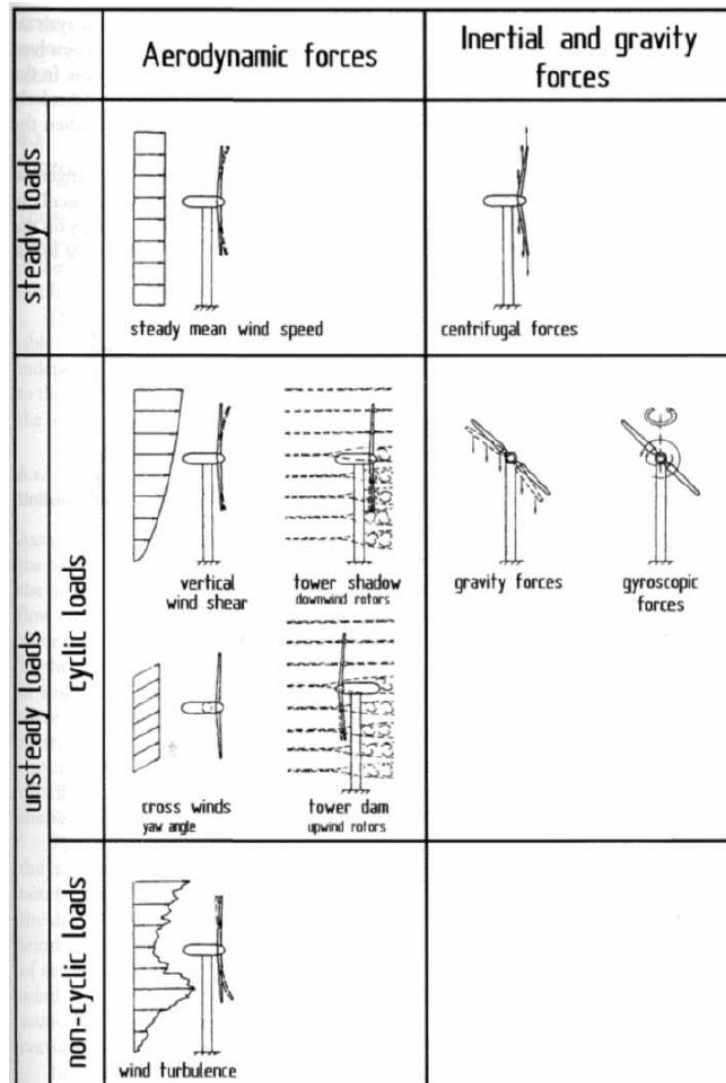 Aerodynamic forces
Inertial and gravity
forces
steady loads
steady mean wind speed
centrifugal forces
unsteady loads
cyclic loads
vertical
wind shear
tower shadow
downwind rotors
gravity forces
gyroscopic
forces
cross winds
yaw angle
tower dam
upwind rotors
non-cyclic loads
wind turbulence